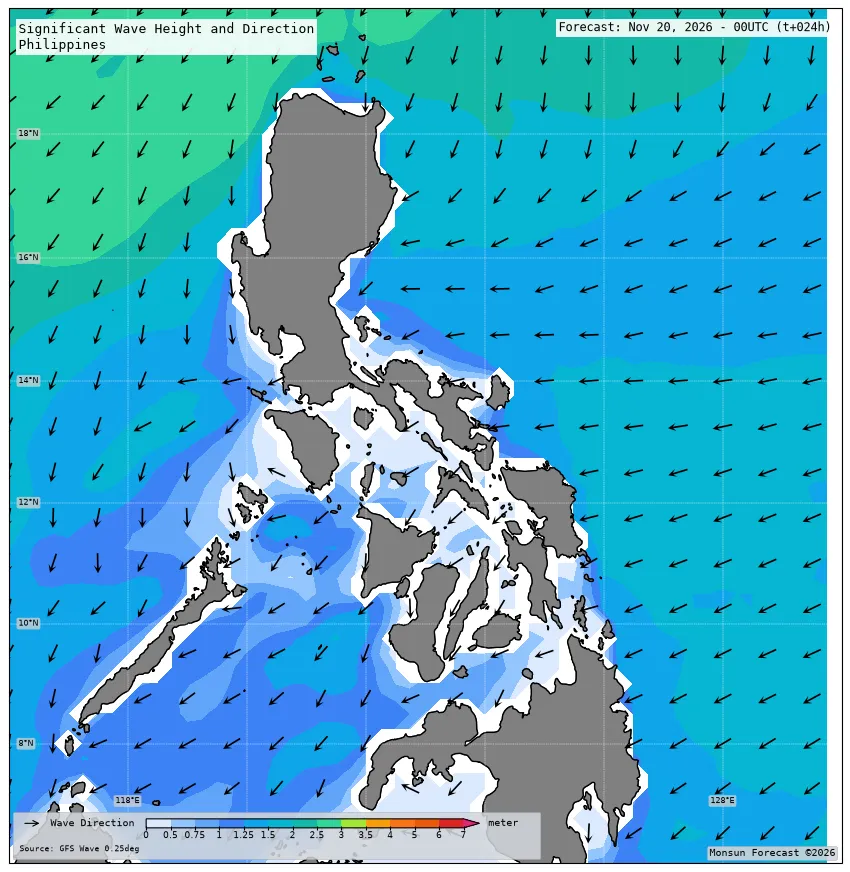 Significant Wave Height and Direction
Philippines
Forecast: Nov 20, 2026 - 00UTC (t+024h)
18°N
16°N
14°N
12°N
10°N
8°N
118°E
128°E
Wave Direction
meter
0 0.5 0.75 1 1.25 1.5 2 2.5 3 3.5 4 5 6 7
Source: GFS Wave 0.25deg
Monsun Forecast ©2026